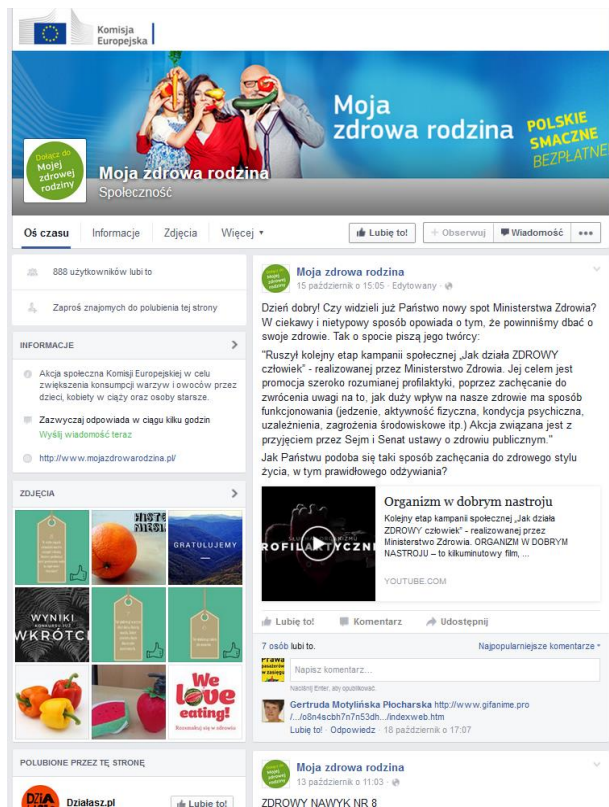 Komisja
Europejska
Moja
zdrowa rodzina
POLSKIE
SMACZNE
BEZPŁATNE
Dołącz do
Mojej
zdrowej
rodziny
Moja zdrowa rodzina
Społeczność
Oś czasu
Informacje
Zdjęcia
Więcej
Lubię to!
+ Obserwuj
Wiadomość
888 użytkowników lubi to
Zaproś znajomych do polubienia tej strony
INFORMACJE
Akcja społeczna Komisji Europejskiej w celu
zwiększenia konsumpcji warzyw i owoców przez
dzieci, kobiety w ciąży oraz osoby starsze.
Zazwyczaj odpowiada w ciągu kilku godzin
Wyślij wiadomość teraz
http://www.mojazdrowarodzina.pl/
ZDJĘCIA
GRATULUJEMY
WYNIKI
WKRÓTCE
We
love
eating!
POLUBIONE PRZEZ TĘ STRONĘ
Działasz.pl
Lubię to!
Moja zdrowa rodzina
15 październik o 15:05 · Edytowany ·
Dzień dobry! Czy widzieli już Państwo nowy spot Ministerstwa Zdrowia?
W ciekawy i nietypowy sposób opowiada o tym, że powinniśmy dbać o
swoje zdrowie. Tak o spocie piszą jego twórcy:
"Ruszył kolejny etap kampanii społecznej „Jak działa ZDROWY
człowiek” - realizowanej przez Ministerstwo Zdrowia. Jej celem jest
promocja szeroko rozumianej profilaktyki, poprzez zachęcanie do
zwrócenia uwagi na to, jak duży wpływ na nasze zdrowie ma sposób
funkcjonowania (jedzenie, aktywność fizyczna, kondycja psychiczna,
uzależnienia, zagrożenia środowiskowe itp.) Akcja związana jest z
przyjęciem przez Sejm i Senat ustawy o zdrowiu publicznym."
Jak Państwu podoba się taki sposób zachęcania do zdrowego stylu
życia, w tym prawidłowego odżywiania?
Organizm w dobrym nastroju
Kolejny etap kampanii społecznej „Jak działa
ZDROWY człowiek” - realizowanej przez
Ministerstwo Zdrowia. ORGANIZM W DOBRYM
NASTROJU – to kilkuminutowy film, ...
YOUTUBE.COM
Lubię to!
Komentarz
Udostępnij
7 osób lubi to.
Najpopularniejsze komentarze
Napisz komentarz...
Naciśnij Enter, aby opublikować.
Gertruda Motylińska Płocharska http://www.gifanime.pro
/.../o8n4scbh7n7n53dh.../indexweb.htm
Lubię to! · Odpowiedz · 18 październik o 17:07
Moja zdrowa rodzina
13 październik o 11:03 ·
ZDROWY NAWYK NR 8